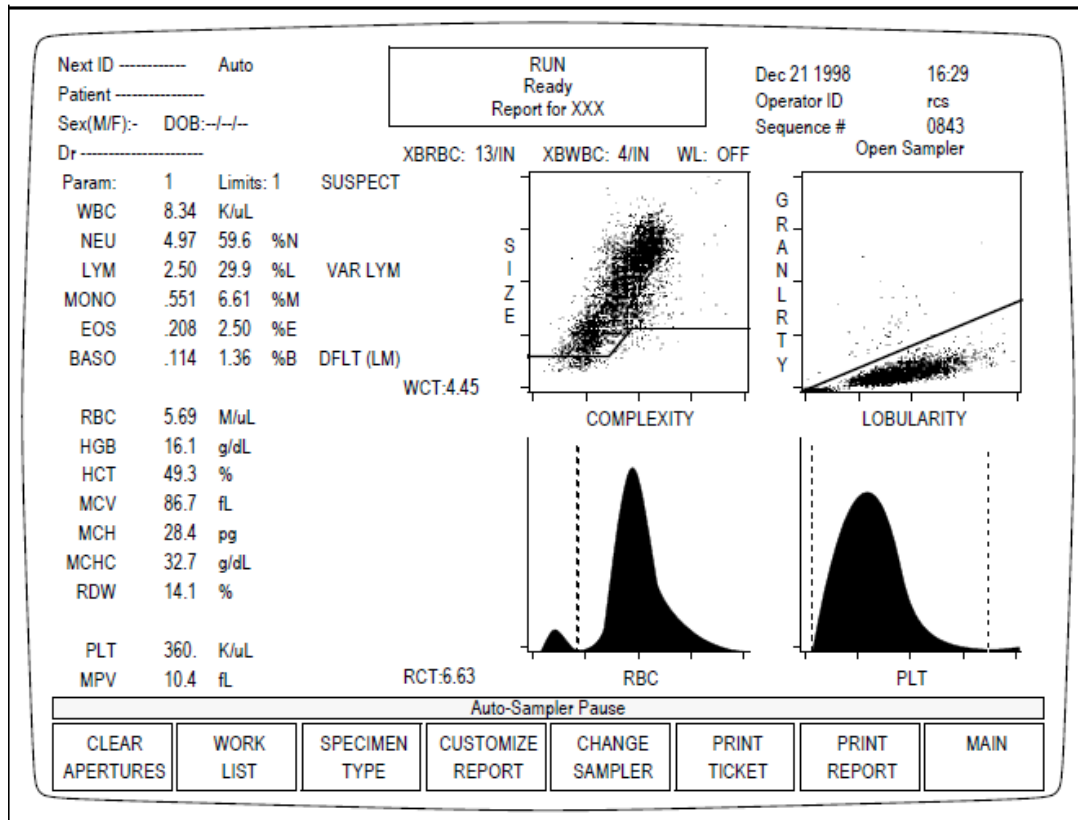 Next ID ------------ Auto
Patient ----------------
Sex(M/F):- DOB:--/--/--
Dr ----------------------
RUN
Ready
Report for XXX
Dec 21 1998 16:29
Operator ID rcs
Sequence # 0843
Open Sampler
XBRBC: 13/IN XBWBC: 4/IN WL: OFF
Param: 1 Limits: 1 SUSPECT
WBC 8.34 K/uL
NEU 4.97 59.6 %N
LYM 2.50 29.9 %L VAR LYM
MONO .551 6.61 %M
EOS .208 2.50 %E
BASO .114 1.36 %B DFLT (LM)
WCT:4.45
SIZE
COMPLEXITY
GRANLRTY
LOBULARITY
RBC 5.69 M/uL
HGB 16.1 g/dL
HCT 49.3 %
MCV 86.7 fL
MCH 28.4 pg
MCHC 32.7 g/dL
RDW 14.1 %
PLT 360. K/uL
MPV 10.4 fL
RCT:6.63
RBC
PLT
Auto-Sampler Pause
CLEAR APERTURES
WORK LIST
SPECIMEN TYPE
CUSTOMIZE REPORT
CHANGE SAMPLER
PRINT TICKET
PRINT REPORT
MAIN